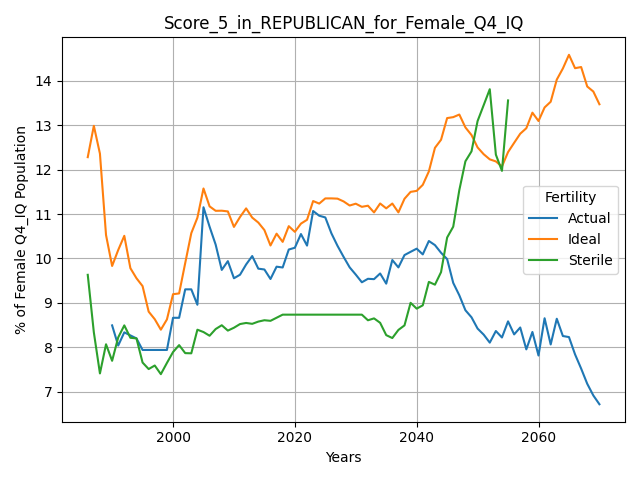 Score_5_in_REPUBLICAN_for_Female_Q4_IQ
% of Female Q4_IQ Population
14
13
12
11
10
9
8
7
Fertility
Actual
Ideal
Sterile
2000 2020 2040 2060
Years